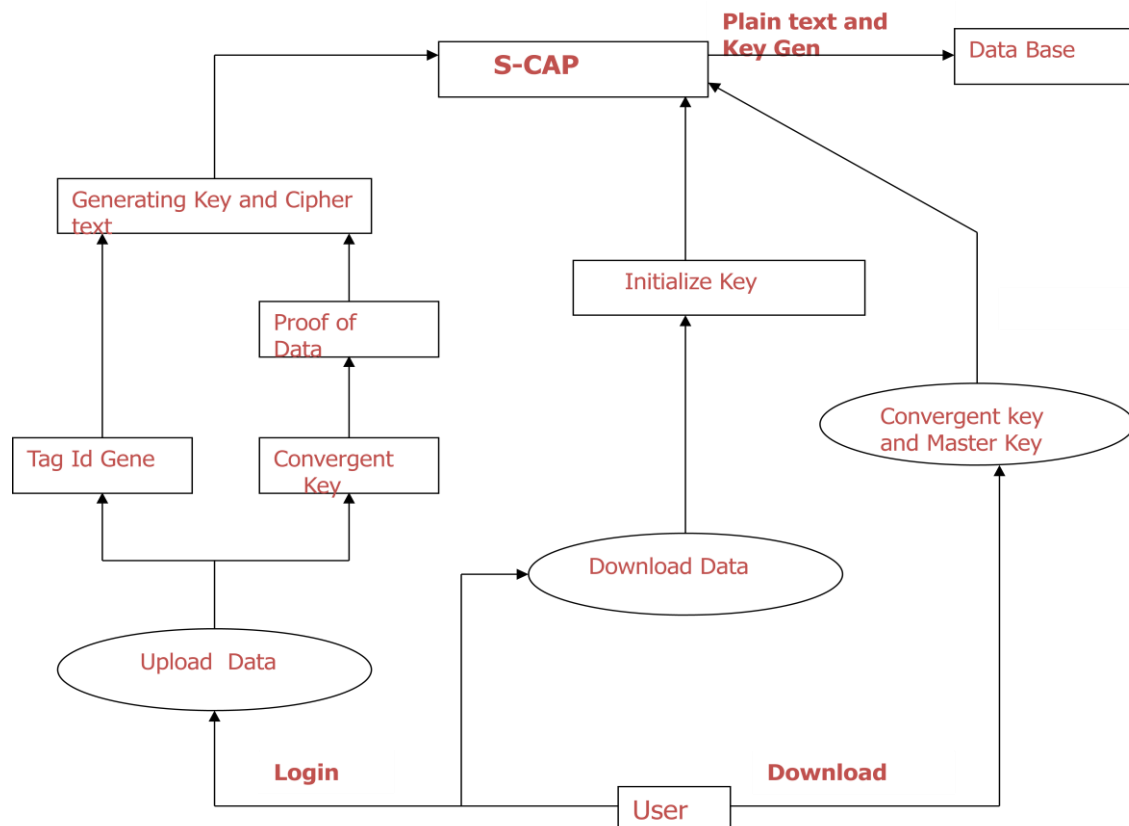 Plain text and
Key Gen
S-CAP
Data Base
Generating Key and Cipher
text
Initialize Key
Proof of
Data
Convergent key
and Master Key
Tag Id Gene
Convergent
Key
Download Data
Upload Data
Login
Download
User